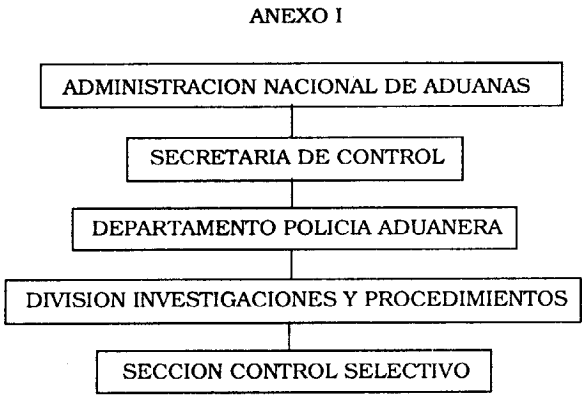 ANEXO I
ADMINISTRACION NACIONAL DE ADUANAS
SECRETARIA DE CONTROL
DEPARTAMENTO POLICIA ADUANERA
DIVISION INVESTIGACIONES Y PROCEDIMIENTOS
SECCION CONTROL SELECTIVO